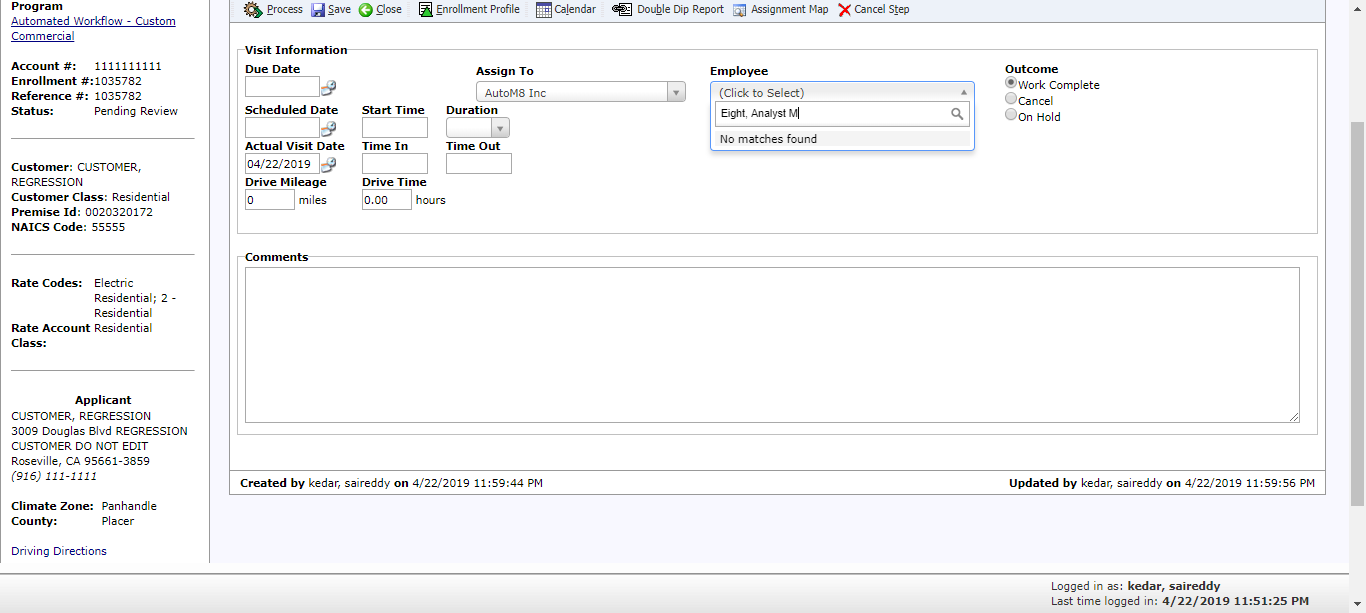 Program
Automated Workflow - Custom
Commercial
Account #: 1111111111
Enrollment #:1035782
Reference #: 1035782
Status: Pending Review
Customer: CUSTOMER,
REGRESSION
Customer Class: Residential
Premise Id: 0020320172
NAICS Code: 55555
Rate Codes: Electric
Residential; 2 -
Residential
Rate Account Residential
Class:
Applicant
CUSTOMER, REGRESSION
3009 Douglas Blvd REGRESSION
CUSTOMER DO NOT EDIT
Roseville, CA 95661-3859
(916) 111-1111
Climate Zone: Panhandle
County: Placer
Driving Directions
Process Save Close Enrollment Profile Calendar Double Dip Report Assignment Map Cancel Step
Visit Information
Due Date
Assign To
AutoM8 Inc
Employee
(Click to Select)
Eight, Analyst M
No matches found
Outcome
Work Complete
Cancel
On Hold
Scheduled Date Start Time Duration
Actual Visit Date Time In Time Out
04/22/2019
Drive Mileage Drive Time
0 miles 0.00 hours
Comments
Created by kedar, saireddy on 4/22/2019 11:59:44 PM
Updated by kedar, saireddy on 4/22/2019 11:59:56 PM
Logged in as: kedar, saireddy
Last time logged in: 4/22/2019 11:51:25 PM